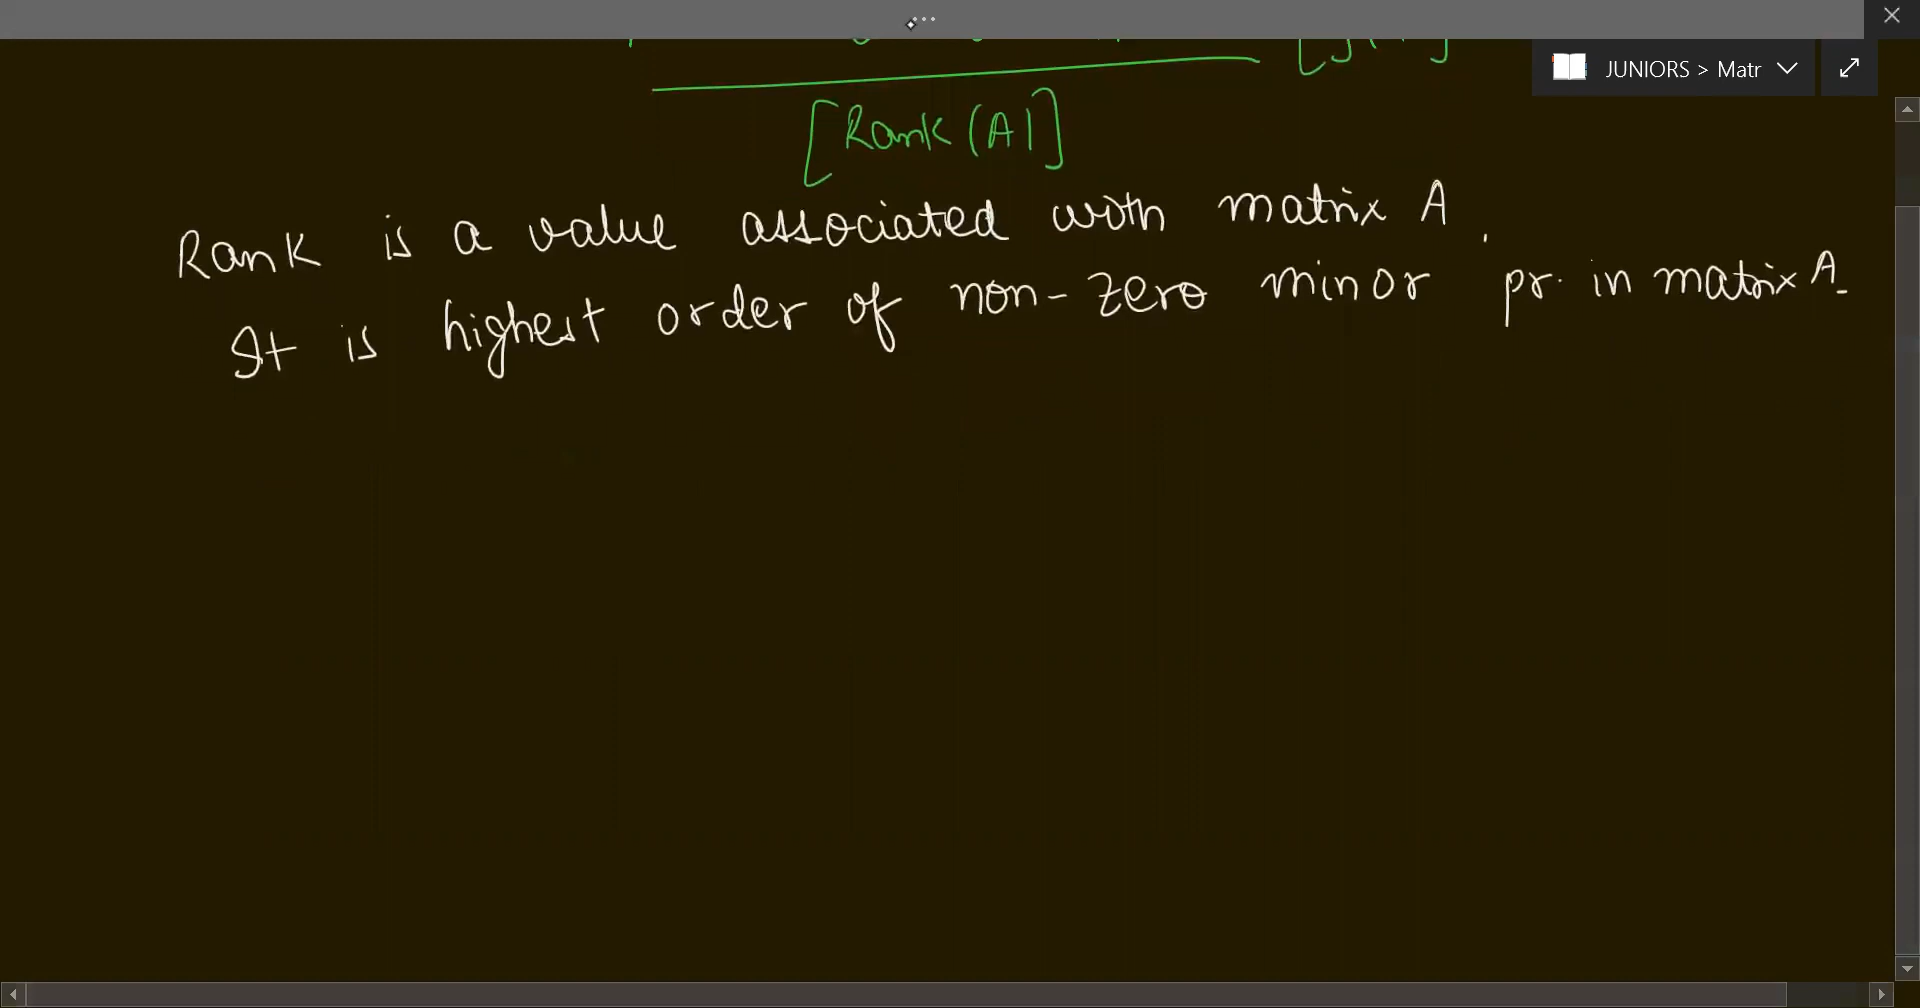 JUNIORS > Matr
[Rank (A)]
Rank is a value associated with matrix A.
It is highest order of non-zero minor pr. in matrix A.